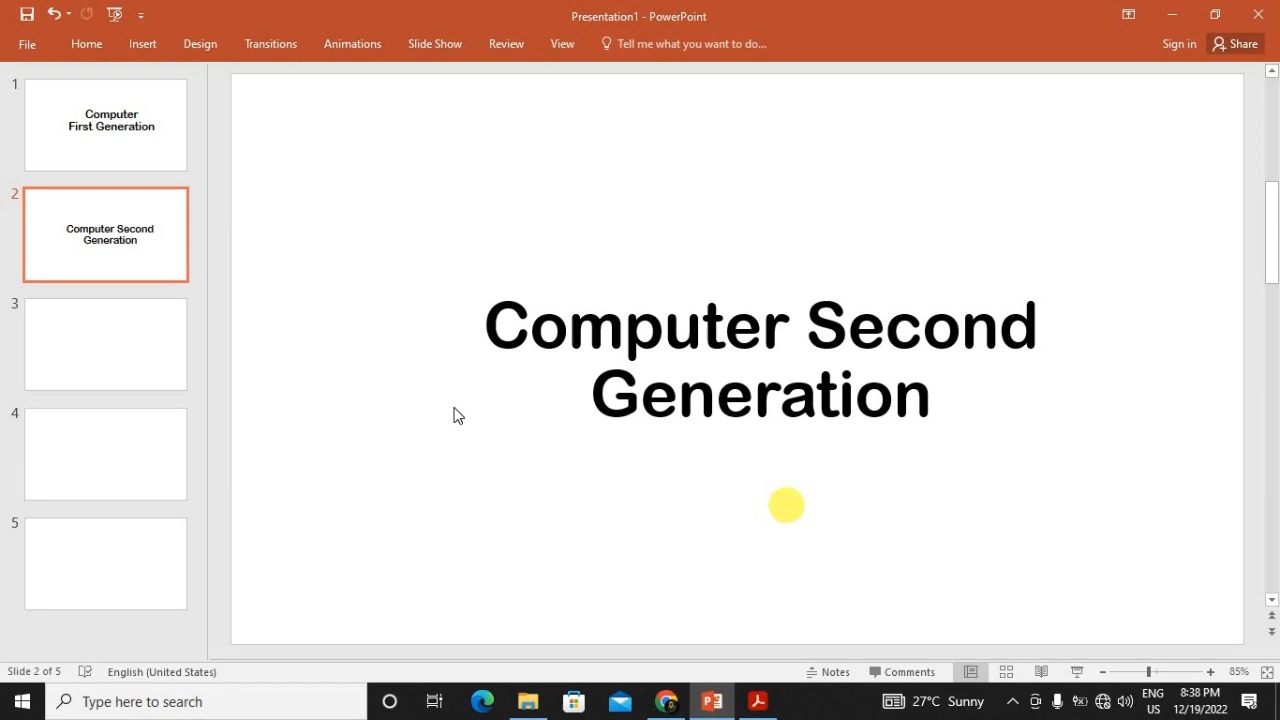 Presentation1 - PowerPoint
File Home Insert Design Transitions Animations Slide Show Review View Tell me what you want to do... Sign in Share
1
Computer
First Generation
2
Computer Second
Generation
3
4
5
Computer Second
Generation
Slide 2 of 5 English (United States) Notes Comments 85%
Type here to search 27°C Sunny
ENG
US
8:38 PM
12/19/2022